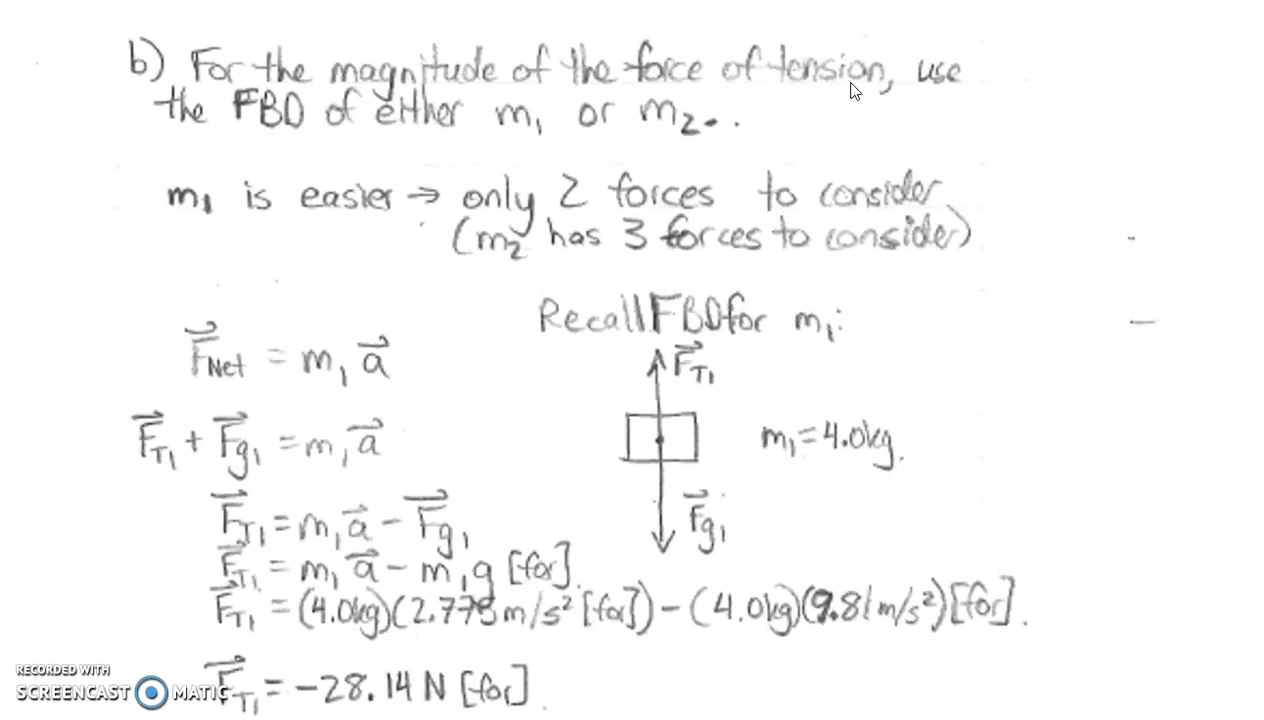 b) For the magnitude of the force of tension, use
the FBD of either m₁ or m₂.
m₁ is easier → only 2 forces to consider
(m₂ has 3 forces to consider)
Recall FBD for m₁:
F⃗Net = m₁ a⃗
F⃗T₁
F⃗T₁ + F⃗g₁ = m₁ a⃗
m₁ = 4.0kg.
F⃗T₁ = m₁ a⃗ - F⃗g₁
F⃗g₁
F⃗T₁ = m₁ a⃗ - m₁g [for]
F⃗T₁ = (4.0kg)(2.775 m/s² [for]) - (4.0kg)(9.81 m/s²)[for].
F⃗T₁ = -28.14 N [for].
RECORDED WITH
SCREENCAST MATIC